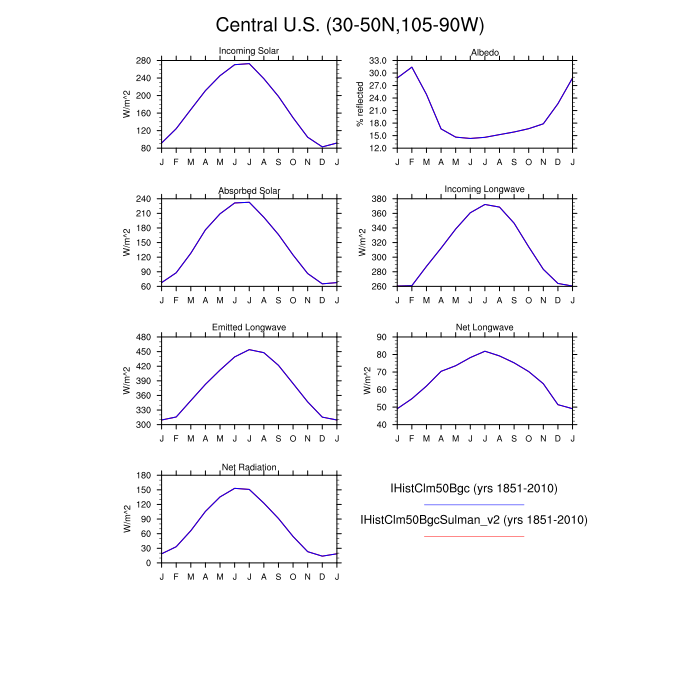 Central U.S. (30-50N,105-90W)
Incoming Solar
W/m^2
280
240
200
160
120
80
J F M A M J J A S O N D J
Albedo
% reflected
33.0
30.0
27.0
24.0
21.0
18.0
15.0
12.0
J F M A M J J A S O N D J
Absorbed Solar
W/m^2
240
210
180
150
120
90
60
J F M A M J J A S O N D J
Incoming Longwave
W/m^2
380
360
340
320
300
280
260
J F M A M J J A S O N D J
Emitted Longwave
W/m^2
480
450
420
390
360
330
300
J F M A M J J A S O N D J
Net Longwave
W/m^2
90
80
70
60
50
40
J F M A M J J A S O N D J
Net Radiation
W/m^2
180
150
120
90
60
30
0
J F M A M J J A S O N D J
IHistClm50Bgc (yrs 1851-2010)
IHistClm50BgcSulman_v2 (yrs 1851-2010)